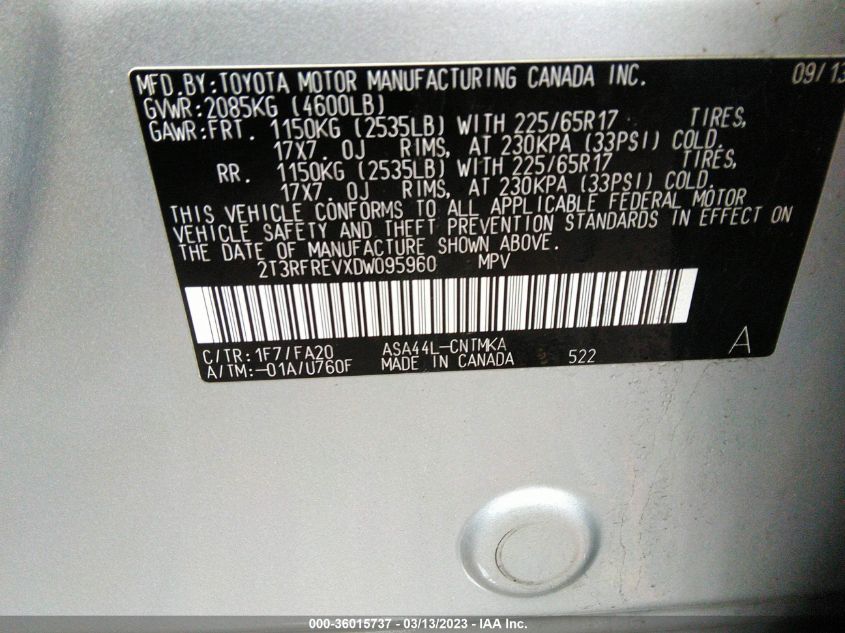 MFD.BY:TOYOTA MOTOR MANUFACTURING CANADA INC. 09/13
GVWR:2085KG (4600LB)
GAWR:FRT. 1150KG (2535LB) WITH 225/65R17 TIRES,
17X7.0J RIMS, AT 230KPA (33PSI) COLD.
RR. 1150KG (2535LB) WITH 225/65R17 TIRES,
17X7.0J RIMS, AT 230KPA (33PSI) COLD.
THIS VEHICLE CONFORMS TO ALL APPLICABLE FEDERAL MOTOR
VEHICLE SAFETY AND THEFT PREVENTION STANDARDS IN EFFECT ON
THE DATE OF MANUFACTURE SHOWN ABOVE.
2T3RFREVXDW095960 MPV
C/TR:1F7/FA20 ASA44L-CNTMKA
A/TM:-01A/U760F MADE IN CANADA 522 A
000-36015737 - 03/13/2023 - IAA Inc.